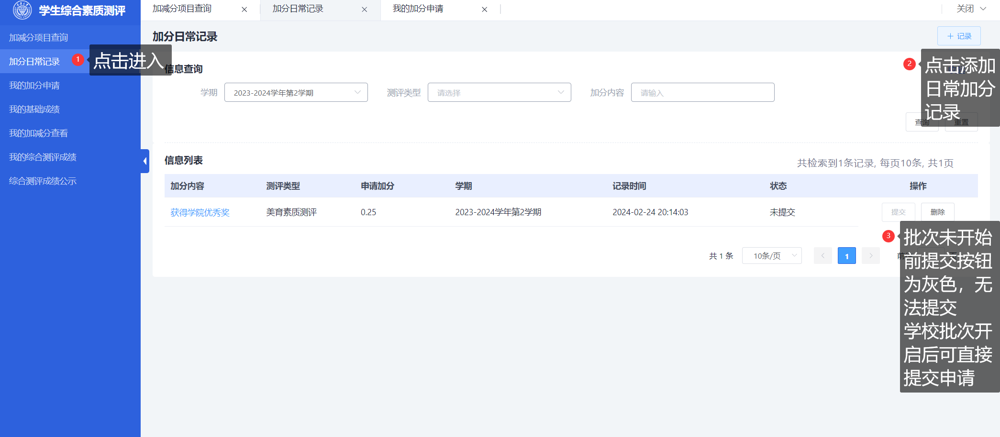 学生综合素质测评
加减分项目查询
加分日常记录
我的加分申请
关闭
加减分项目查询
加分日常记录
我的加分申请
我的基础成绩
我的加减分查看
我的综合测评成绩
综合测评成绩公示
1
点击进入
加分日常记录
+ 记录
2
点击添加
日常加分
记录
信息查询
学期
2023-2024学年第2学期
测评类型
请选择
加分内容
请输入
查询
重置
信息列表
共检索到1条记录, 每页10条, 共1页
加分内容 测评类型 申请加分 学期 记录时间 状态 操作
获得学院优秀奖 美育素质测评 0.25 2023-2024学年第2学期 2024-02-24 20:14:03 未提交 提交 删除
共 1 条
10条/页
1
3
批次未开始
前提交按钮
为灰色，无
法提交
学校批次开
启后可直接
提交申请